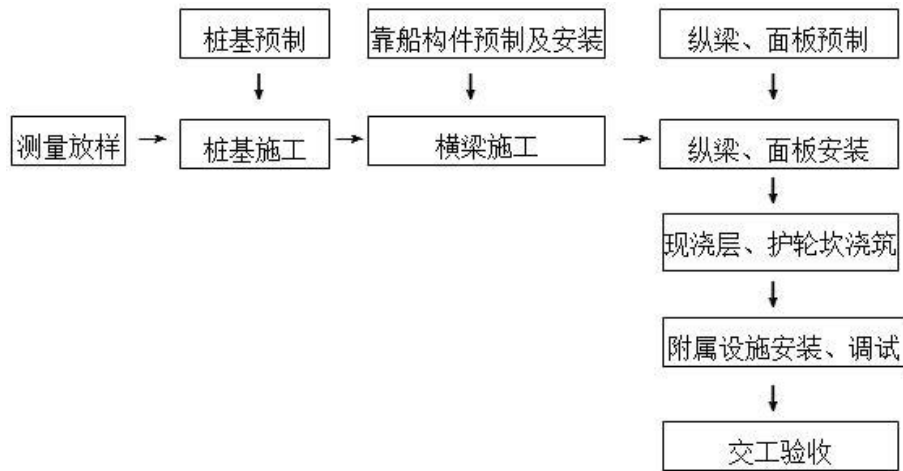 桩基预制
靠船构件预制及安装
纵梁、面板预制
测量放样
桩基施工
横梁施工
纵梁、面板安装
现浇层、护轮坎浇筑
附属设施安装、调试
交工验收